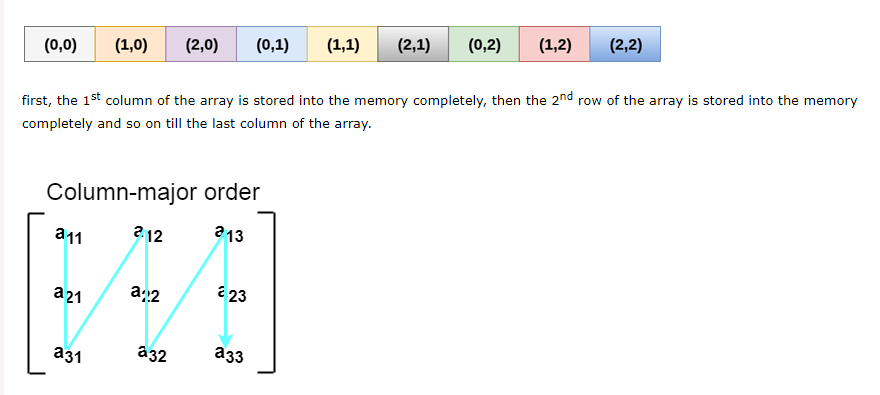 (0,0) (1,0) (2,0) (0,1) (1,1) (2,1) (0,2) (1,2) (2,2)
first, the 1st column of the array is stored into the memory completely, then the 2nd row of the array is stored into the memory
completely and so on till the last column of the array.
Column-major order
a11 a12 a13
a21 a22 a23
a31 a32 a33